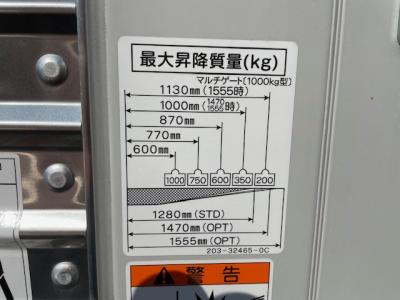 最大昇降質量(kg)
マルチゲート(1000kg型)
1130mm(1555時)
1000mm(1470 1555時)
870mm
770mm
600mm
1000 750 600 350 200
1280mm(STD)
1470mm(OPT)
1555mm(OPT)
203-32465-0C
警告